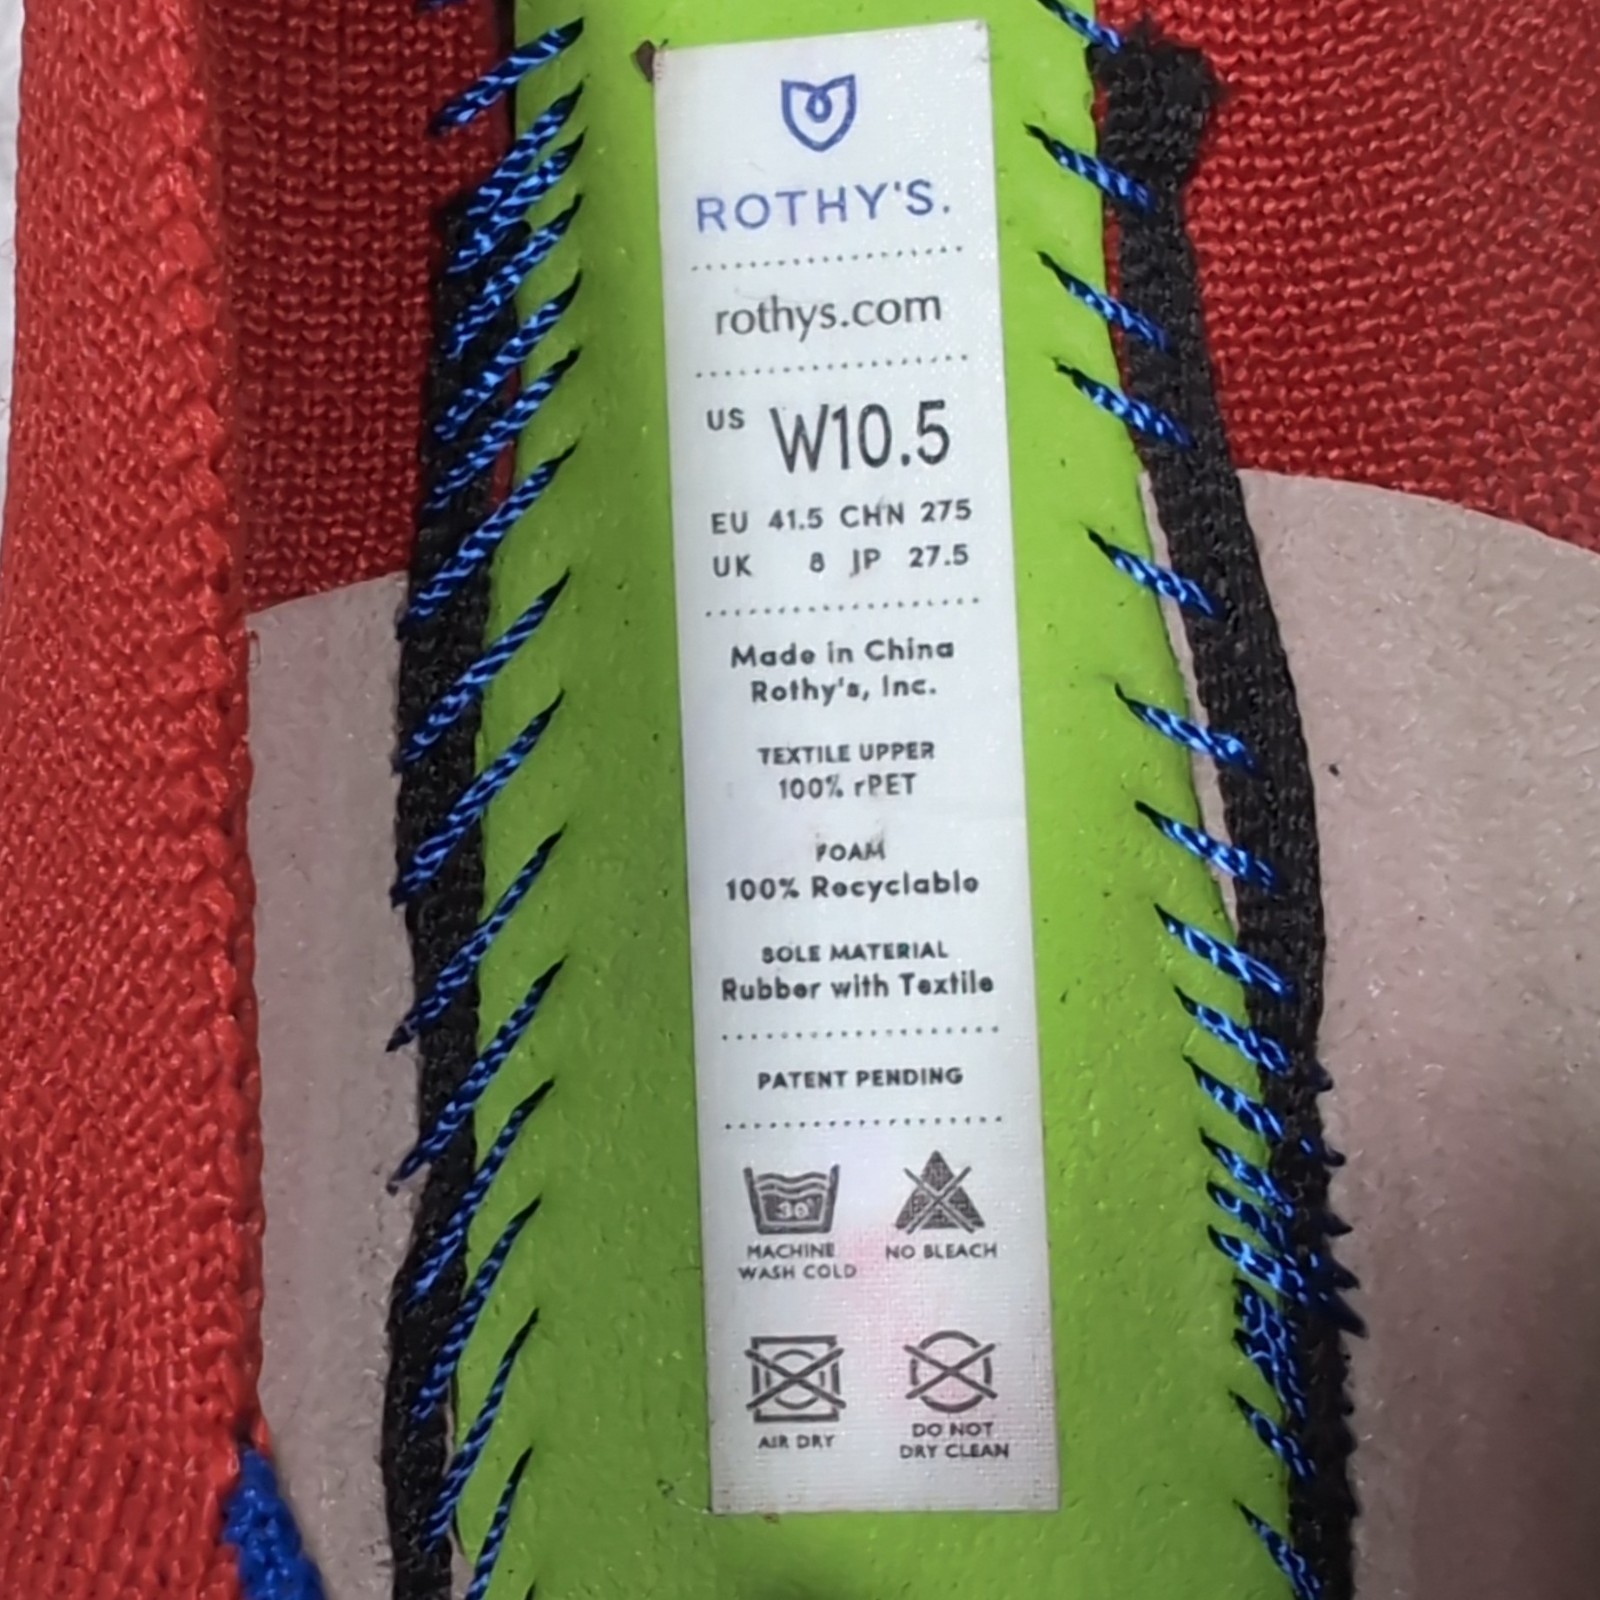 ROTHY'S.
rothys.com
US W10.5
EU 41.5 CHN 275
UK 8 JP 27.5
Made in China
Rothy's, Inc.
TEXTILE UPPER
100% rPET
FOAM
100% Recyclable
SOLE MATERIAL
Rubber with Textile
PATENT PENDING
30°
MACHINE
WASH COLD
NO BLEACH
AIR DRY
DO NOT
DRY CLEAN